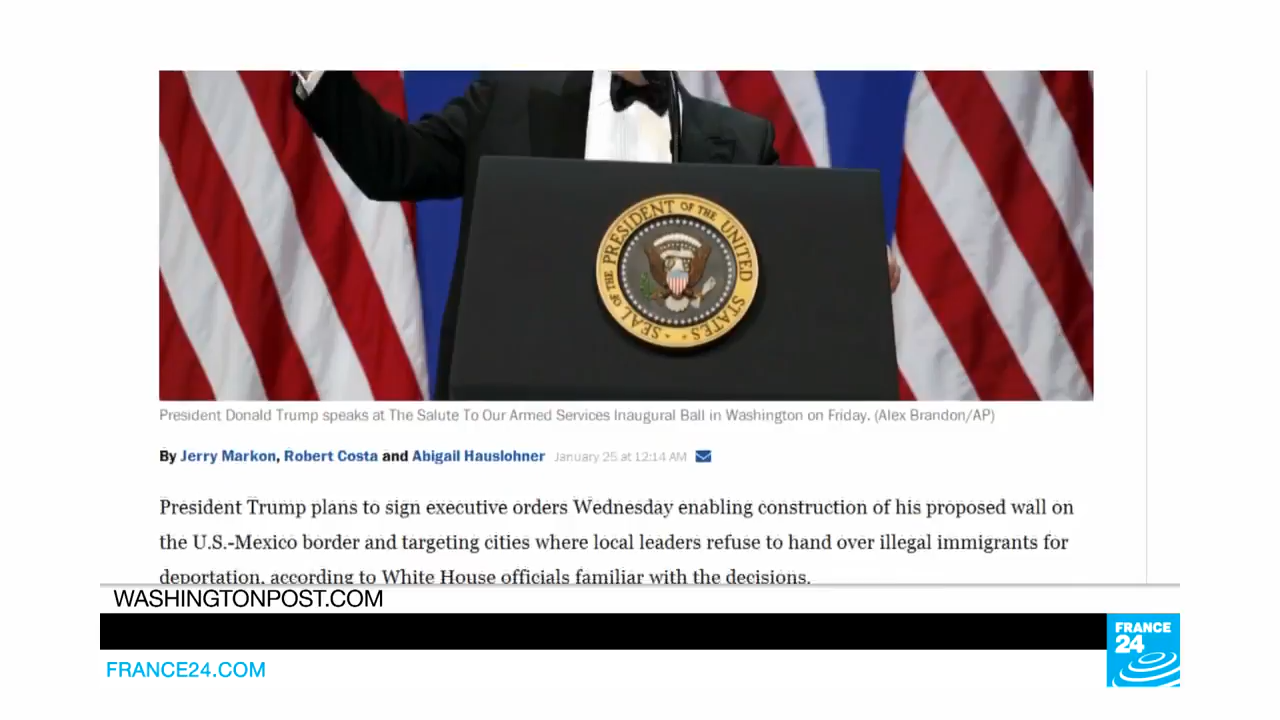 SEAL OF THE PRESIDENT OF THE UNITED STATES
President Donald Trump speaks at The Salute To Our Armed Services Inaugural Ball in Washington on Friday. (Alex Brandon/AP)
By Jerry Markon, Robert Costa and Abigail Hauslohner January 25 at 12:14 AM
President Trump plans to sign executive orders Wednesday enabling construction of his proposed wall on
the U.S.-Mexico border and targeting cities where local leaders refuse to hand over illegal immigrants for
deportation, according to White House officials familiar with the decisions.
WASHINGTONPOST.COM
FRANCE
24
FRANCE24.COM